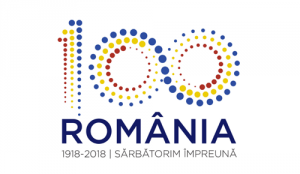 100
ROMÂNIA
1918-2018 | SĂRBĂTORIM ÎMPREUNĂ